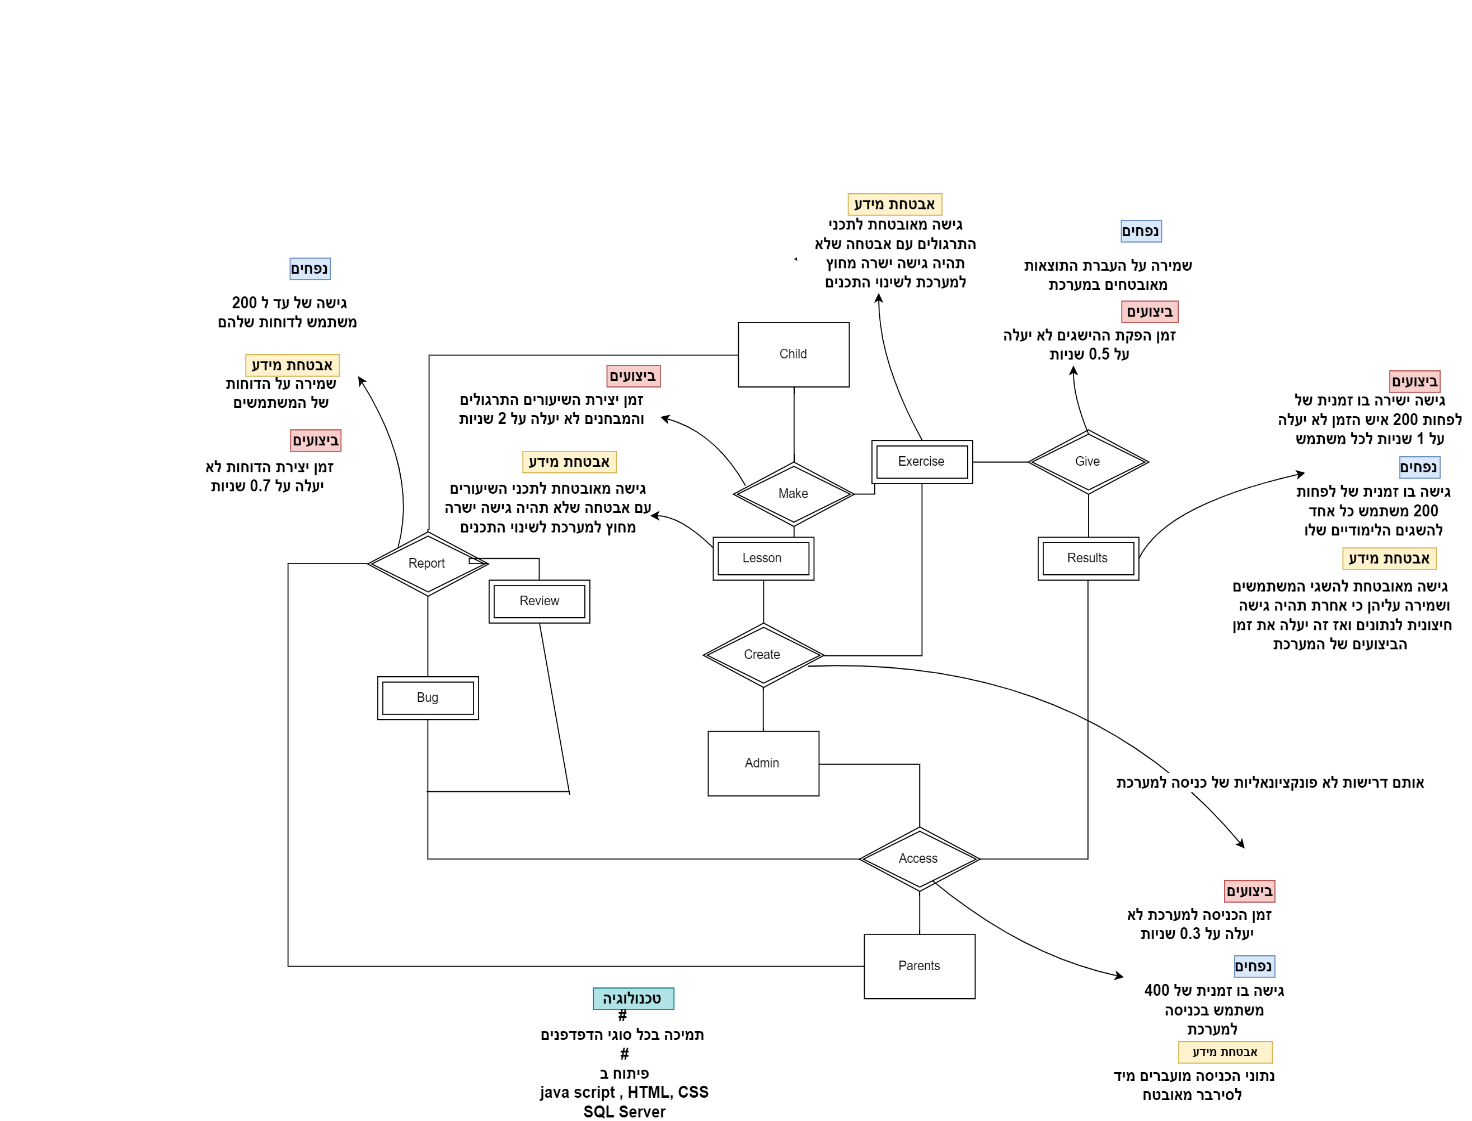 אבטחת מידע
גישה מאובטחת לתכני
התרגולים עם אבטחה שלא
תהיה גישה ישרה מחוץ
למערכת לשינוי התכנים
נפחים
שמירה על העברת התוצאות
מאובטחים במערכת
ביצועים
זמן הפקת ההישגים לא יעלה
על 0.5 שניות
נפחים
גישה של עד ל 200
משתמש לדוחות שלהם
אבטחת מידע
שמירה על הדוחות
של המשתמשים
ביצועים
זמן יצירת הדוחות לא
יעלה על 0.7 שניות
Child
ביצועים
זמן יצירת השיעורים התרגולים
והמבחנים לא יעלה על 2 שניות
אבטחת מידע
גישה מאובטחת לתכני השיעורים
עם אבטחה שלא תהיה גישה ישרה
מחוץ למערכת לשינוי התכנים
ביצועים
גישה ישירה בו זמנית של
לפחות 200 איש הזמן לא יעלה
על 1 שניות לכל משתמש
נפחים
גישה בו זמנית של לפחות
200 משתמש כל אחד
להשגים הלימודיים שלו
אבטחת מידע
גישה מאובטחת להשגי המשתמשים
ושמירה עליהן כי אחרת תהיה גישה
חיצונית לנתונים ואז זה יעלה את זמן
הביצועים של המערכת
Exercise
Give
Make
Lesson
Results
Report
Review
Create
Bug
Admin
אותם דרישות לא פונקציונאליות של כניסה למערכת
Access
ביצועים
זמן הכניסה למערכת לא
יעלה על 0.3 שניות
נפחים
גישה בו זמנית של 400
משתמש בכניסה
למערכת
אבטחת מידע
נתוני הכניסה מועברים מיד
לסירבר מאובטח
Parents
טכנולוגיה
#
תמיכה בכל סוגי הדפדפנים
#
פיתוח ב
java script , HTML, CSS
SQL Server